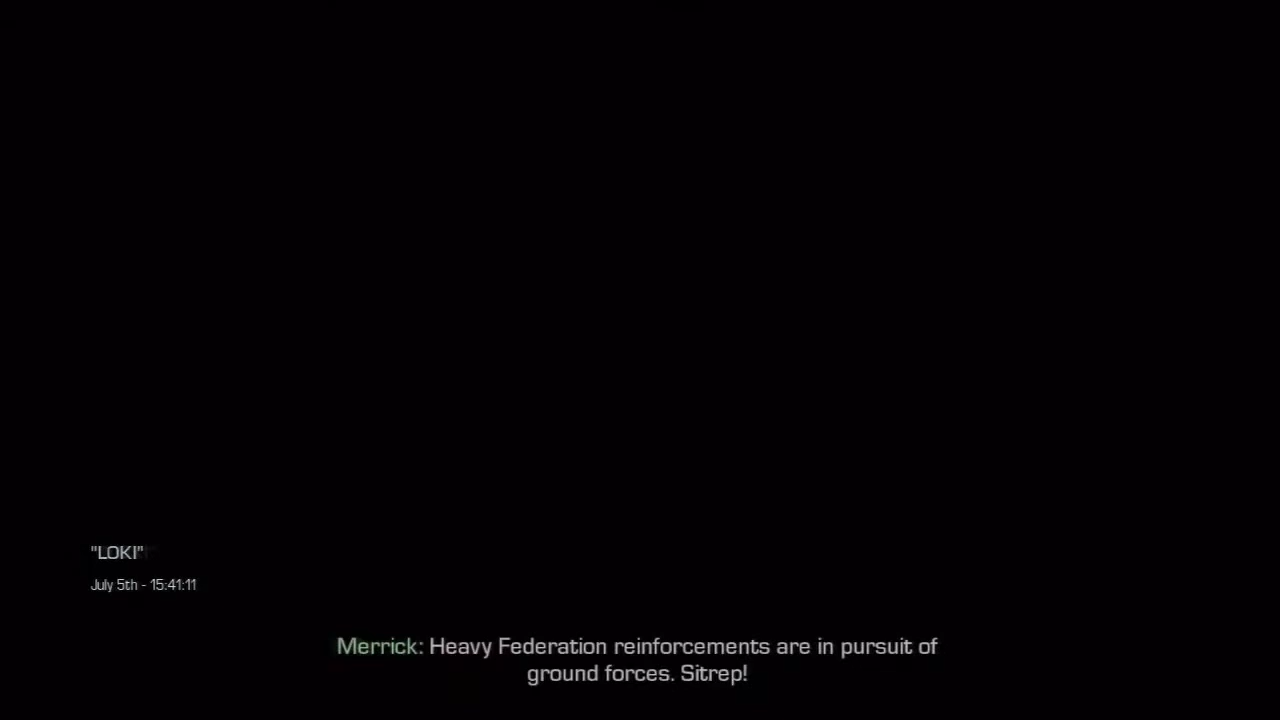 "LOKI"
July 5th - 15:41:11
Merrick: Heavy Federation reinforcements are in pursuit of
ground forces. Sitrep!